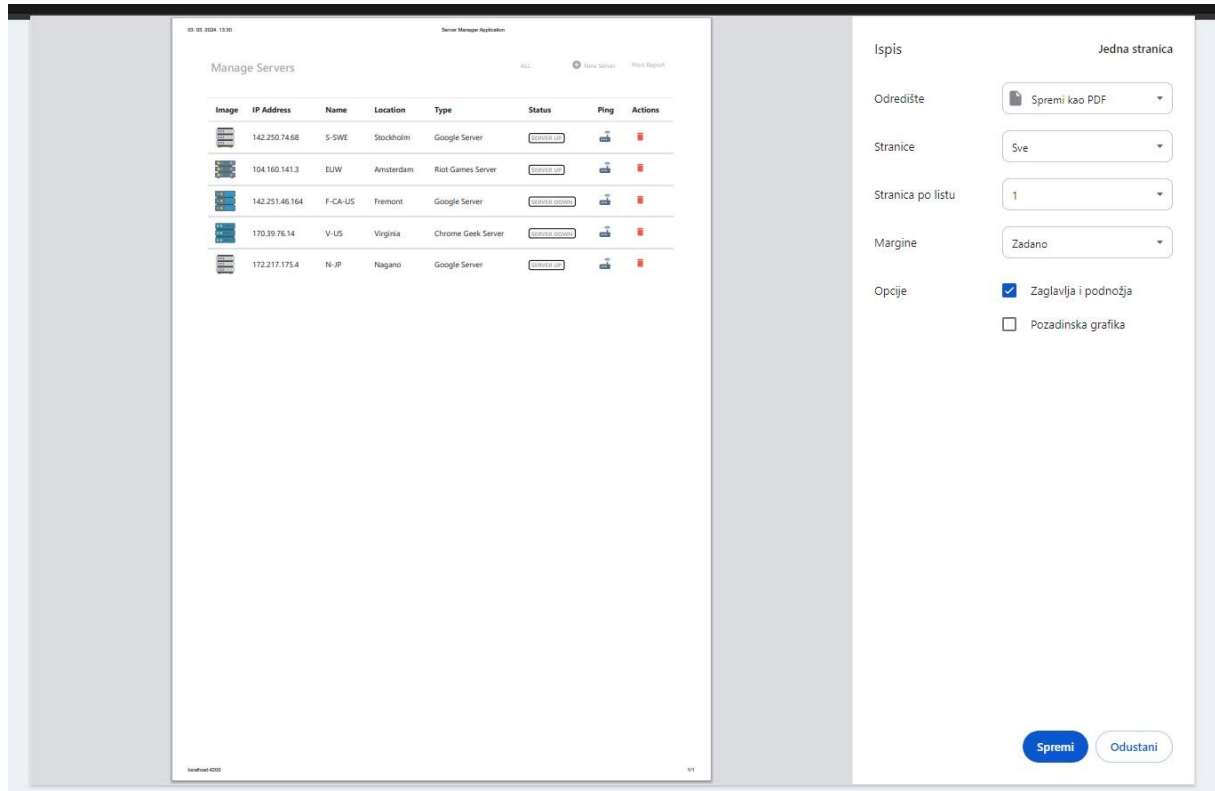 03. 03. 2024. 13:30 Server Manager Application
Manage Servers ALL New Server Print Report
Image IP Address Name Location Type Status Ping Actions
142.250.74.68 S-SWE Stockholm Google Server SERVER UP
104.160.141.3 EUW Amsterdam Riot Games Server SERVER UP
142.251.46.164 F-CA-US Fremont Google Server SERVER DOWN
170.39.76.14 V-US Virginia Chrome Geek Server SERVER DOWN
172.217.175.4 N-JP Nagano Google Server SERVER UP
localhost:4200 1/1
Ispis Jedna stranica
Odredište Spremi kao PDF
Stranice Sve
Stranica po listu 1
Margine Zadano
Opcije Zaglavlja i podnožja
Pozadinska grafika
Spremi Odustani